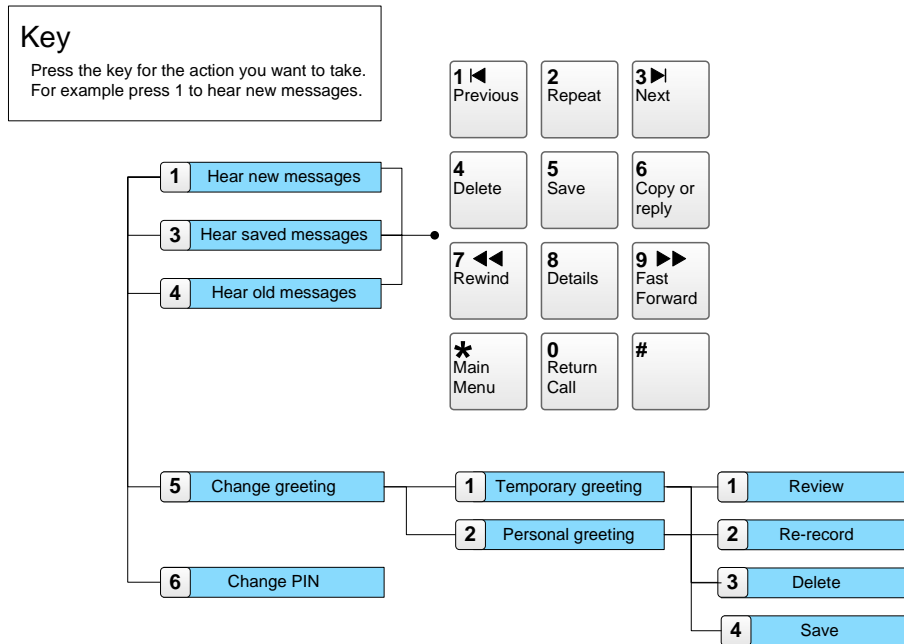 Key
Press the key for the action you want to take.
For example press 1 to hear new messages.
1
Previous
2
Repeat
3
Next
4
Delete
5
Save
6
Copy or
reply
7
Rewind
8
Details
9
Fast
Forward
*
Main
Menu
0
Return
Call
#
1 Hear new messages
3 Hear saved messages
4 Hear old messages
5 Change greeting
1 Temporary greeting
2 Personal greeting
1 Review
2 Re-record
3 Delete
4 Save
6 Change PIN